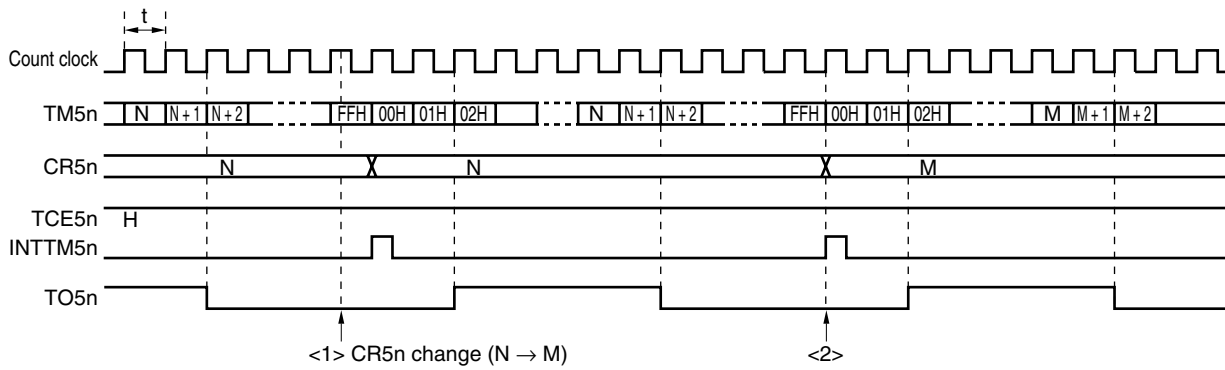 t
Count clock
TM5n N N + 1 N + 2 FFH 00H 01H 02H N N + 1 N + 2 FFH 00H 01H 02H M M + 1 M + 2
CR5n N N M
TCE5n H
INTTM5n
TO5n
<1> CR5n change (N → M) <2>